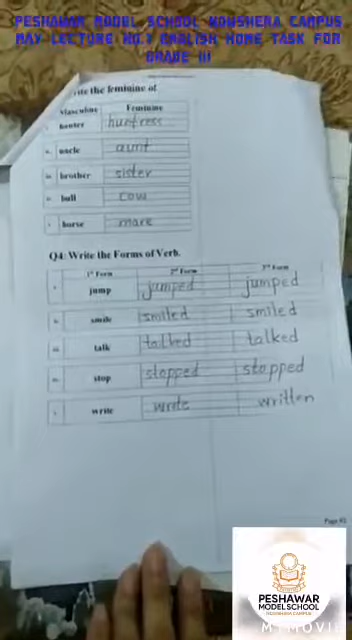 PESHAWAR MODEL SCHOOL NOWSHERA CAMPUS
MAY LECTURE NO.7 ENGLISH HOME TASK FOR
GRADE III
the feminine of
Masculine Feminine
hunter huntress
uncle aunt
brother sister
bull cow
horse mare
Q4: Write the Forms of Verb.
1st Form 2nd Form 3rd Form
jump jumped jumped
smile smiled smiled
talk talked talked
stop stopped stopped
write wrote written
PESHAWAR
MODEL SCHOOL
NOWSHERA CAMPUS
iMOVIE